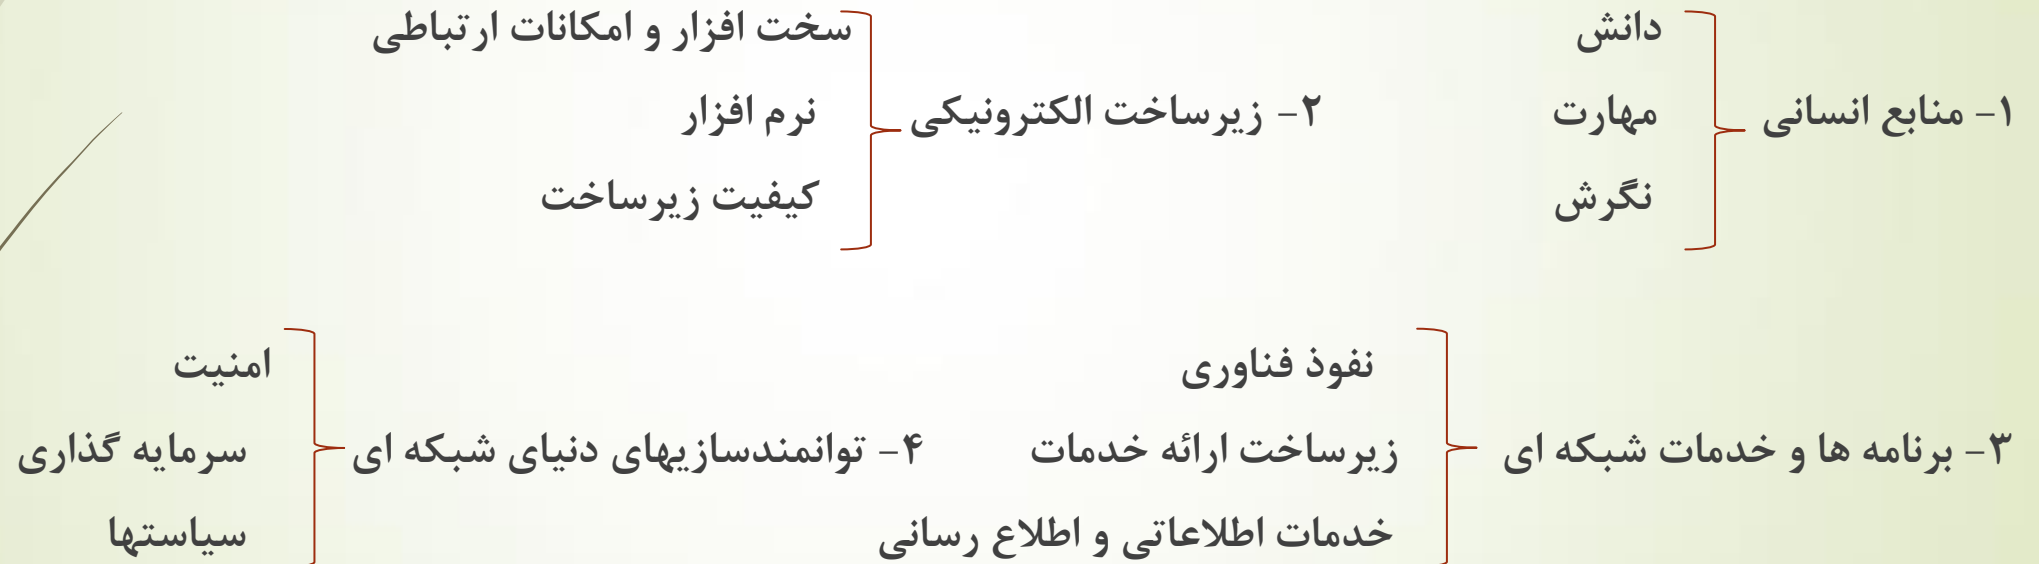 ۱- منابع انسانی
دانش
مهارت
نگرش
۲- زیرساخت الکترونیکی
سخت افزار و امکانات ارتباطی
نرم افزار
کیفیت زیرساخت
۳- برنامه ها و خدمات شبکه ای
نفوذ فناوری
زیرساخت ارائه خدمات
خدمات اطلاعاتی و اطلاع رسانی
۴- توانمندسازیهای دنیای شبکه ای
امنیت
سرمایه گذاری
سیاستها